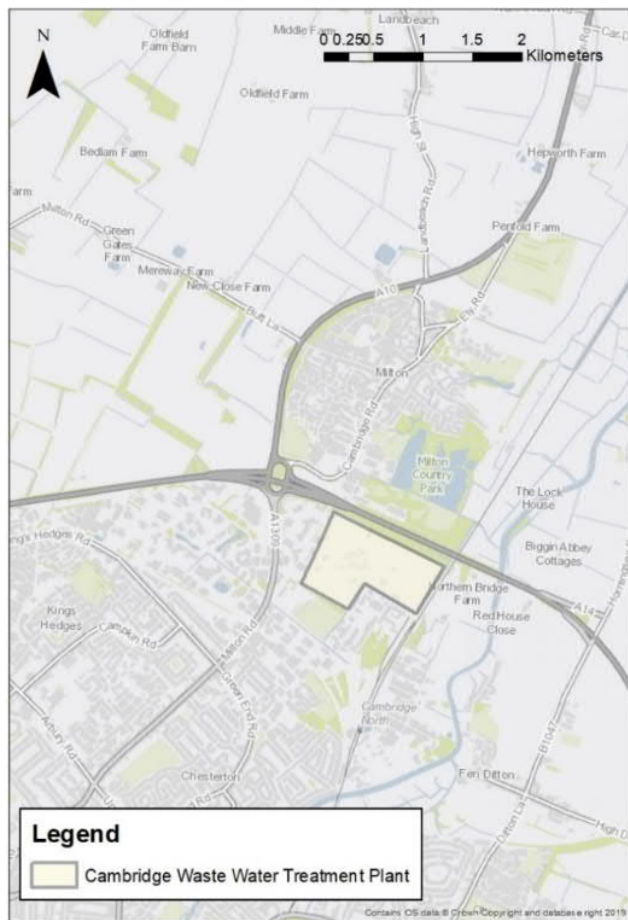 Landbeach
Oldfield
Farm Barn
Middle Farm
N
0 0.25 0.5 1 2
Kilometers
Oldfield Farm
High St
Bedlam Farm
Hepworth Farm
Farm
Landbeach Rd
Milton Rd
Green
Gates
Farm
Penfold Farm
Mereway Farm
New Close Farm
A10
Butt La
Ely Rd
Milton
Cambridge Rd
Milton
Country
Park
The Lock
House
A1309
King's Hedges Rd
Biggin Abbey
Cottages
Northern Bridge
Farm
A14
Red House
Close
Kings
Hedges
Campkin Rd
Milton Rd
Green End Rd
Cambridge
North
B1047
Arbury Rd
Chesterton
Fen Ditton
Ditton La
High D
Legend
Cambridge Waste Water Treatment Plant
Contains OS data © Crown Copyright and database right 2019